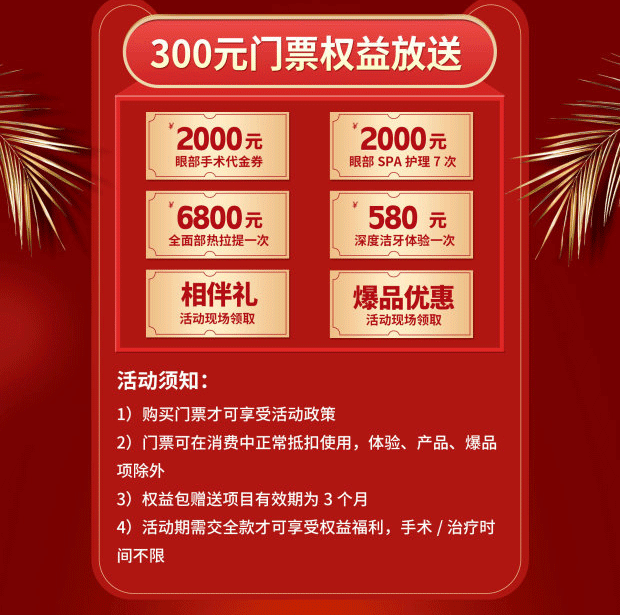 300元门票权益放送
¥2000元
眼部手术代金券
¥2000元
眼部 SPA 护理 7 次
¥6800元
全面部热拉提一次
¥580 元
深度洁牙体验一次
相伴礼
活动现场领取
爆品优惠
活动现场领取
活动须知：
1）购买门票才可享受活动政策
2）门票可在消费中正常抵扣使用，体验、产品、爆品
项除外
3）权益包赠送项目有效期为 3 个月
4）活动期需交全款才可享受权益福利，手术 / 治疗时
间不限